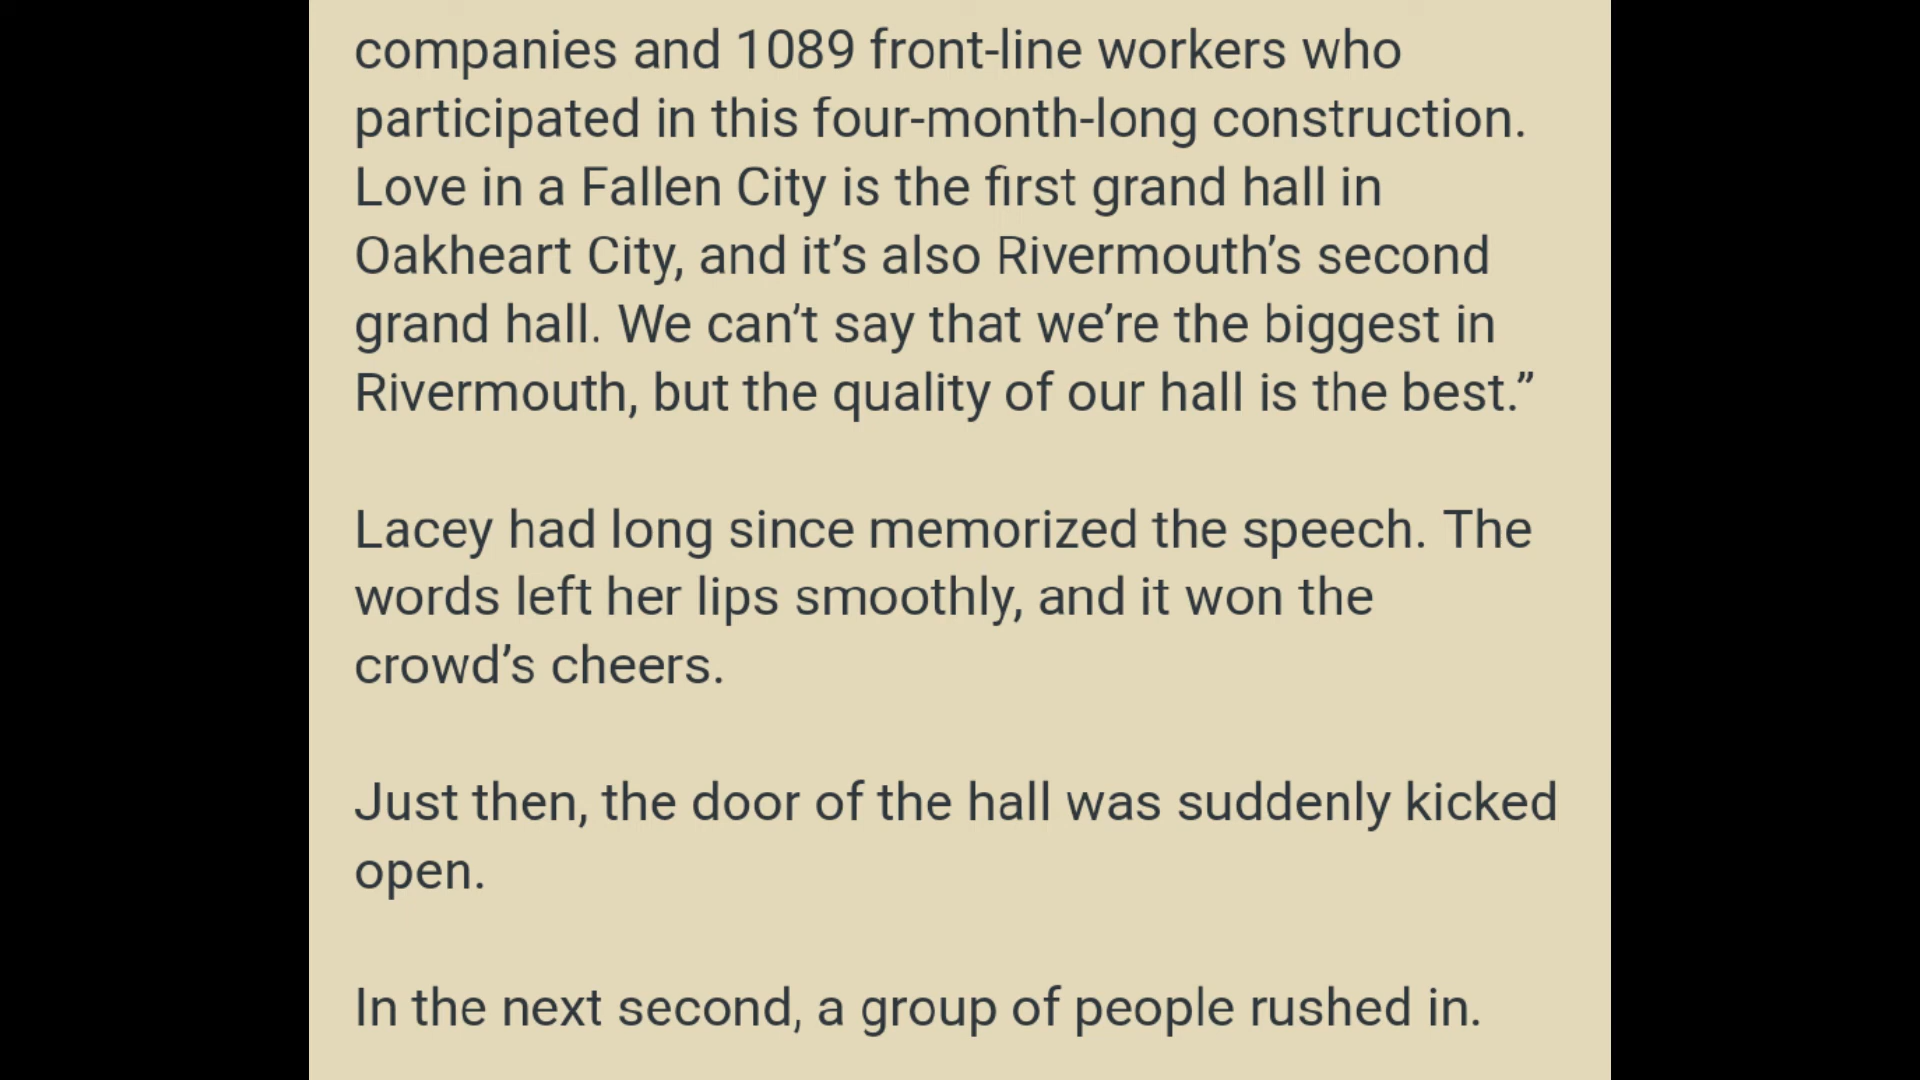 companies and 1089 front-line workers who
participated in this four-month-long construction.
Love in a Fallen City is the first grand hall in
Oakheart City, and it’s also Rivermouth’s second
grand hall. We can’t say that we’re the biggest in
Rivermouth, but the quality of our hall is the best.”
Lacey had long since memorized the speech. The
words left her lips smoothly, and it won the
crowd’s cheers.
Just then, the door of the hall was suddenly kicked
open.
In the next second, a group of people rushed in.